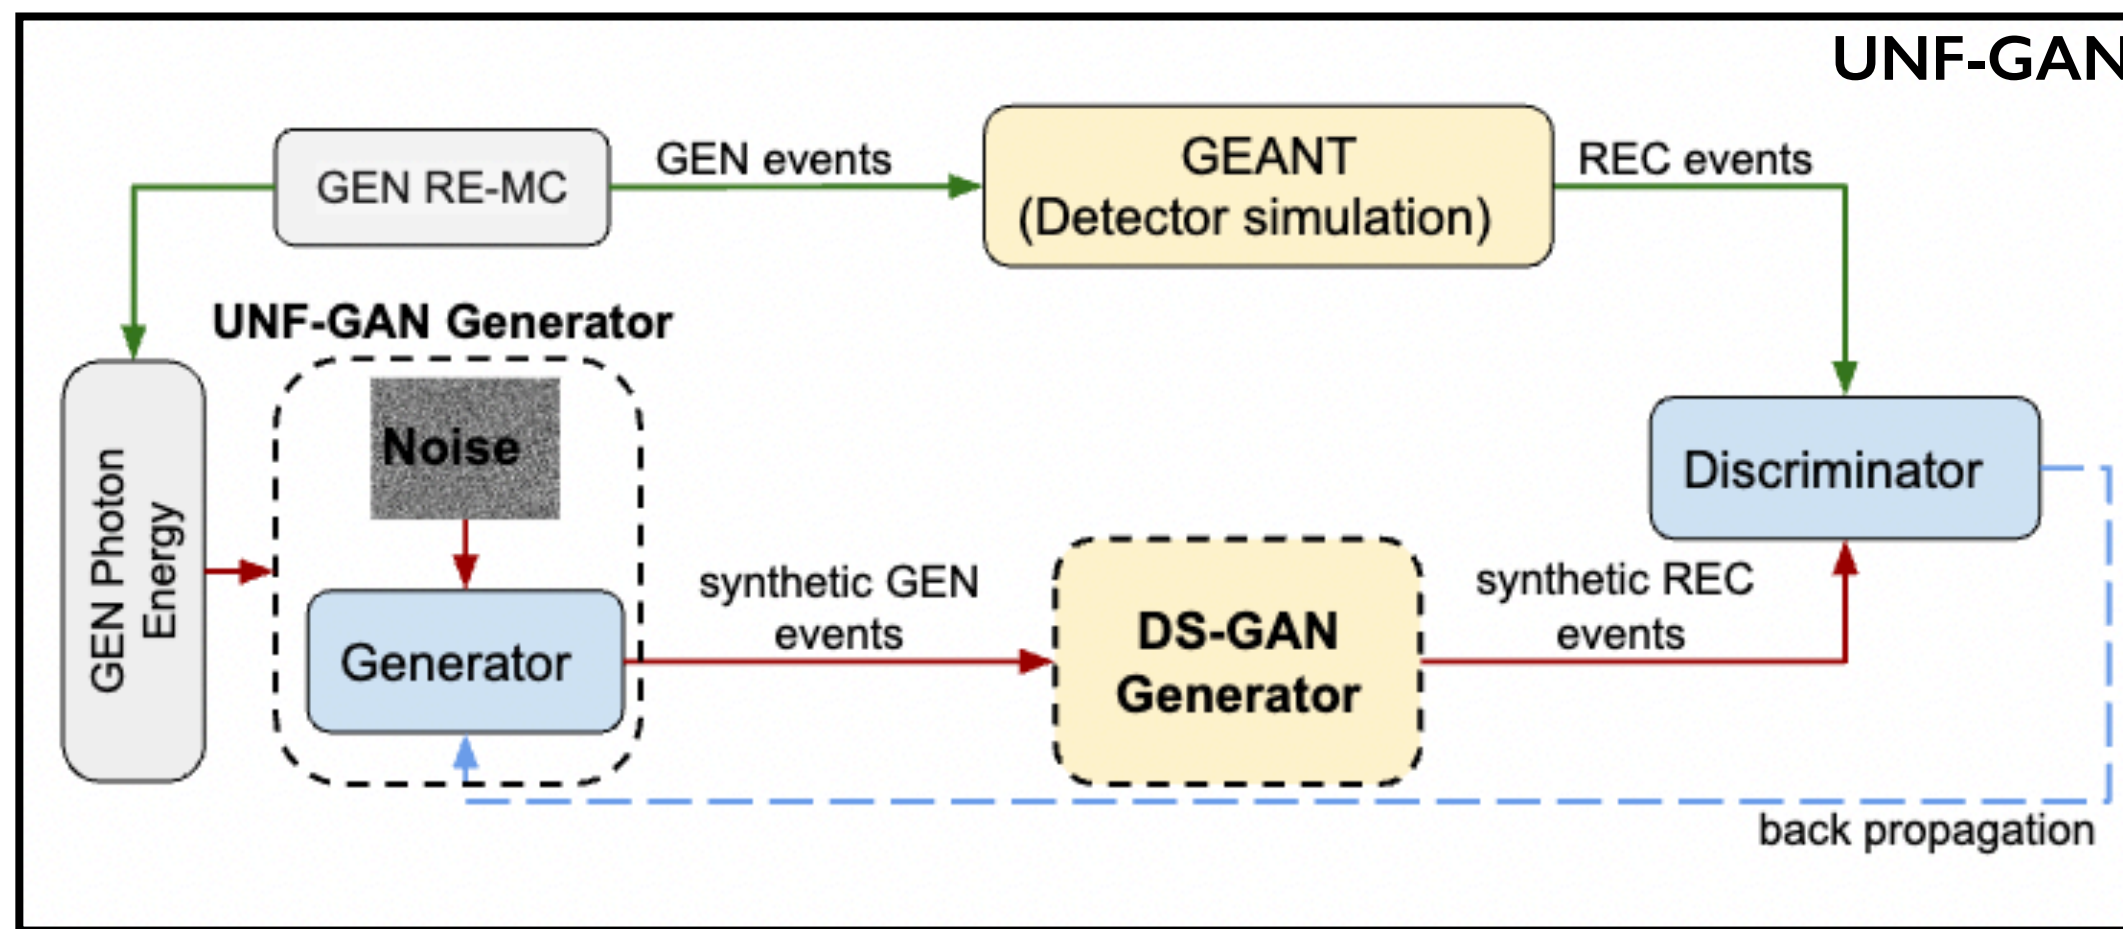 UNF-GAN
GEN RE-MC
GEN events
GEANT
(Detector simulation)
REC events
UNF-GAN Generator
GEN Photon
Energy
Noise
Generator
synthetic GEN
events
DS-GAN
Generator
synthetic REC
events
Discriminator
back propagation